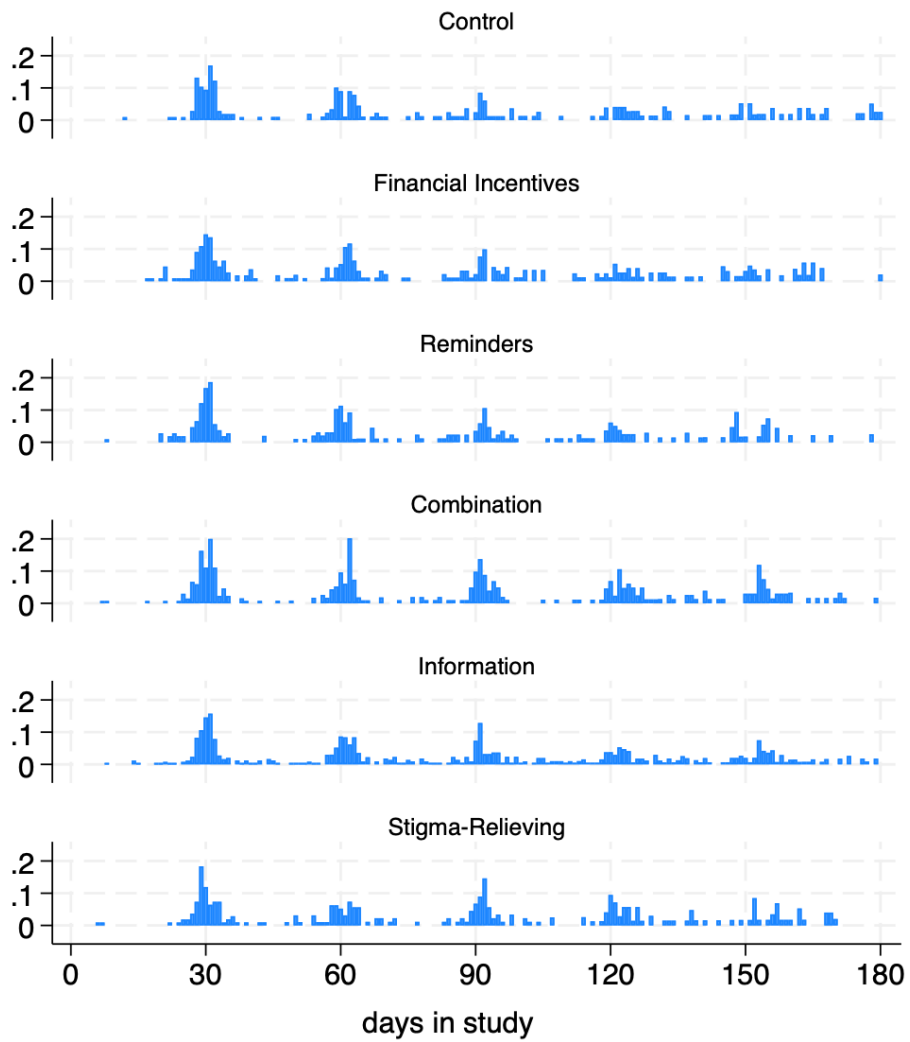 Control
.2
.1
0
Financial Incentives
.2
.1
0
Reminders
.2
.1
0
Combination
.2
.1
0
Information
.2
.1
0
Stigma-Relieving
.2
.1
0
0 30 60 90 120 150 180
days in study